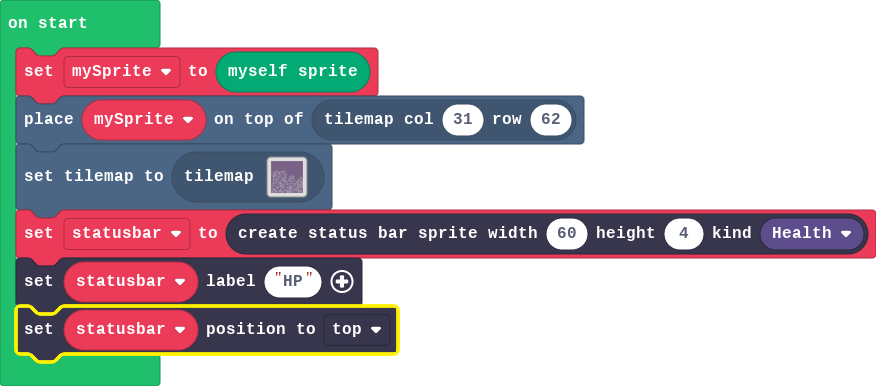 on start
set mySprite to myself sprite
place mySprite on top of tilemap col 31 row 62
set tilemap to tilemap
set statusbar to create status bar sprite width 60 height 4 kind Health
set statusbar label "HP"
set statusbar position to top